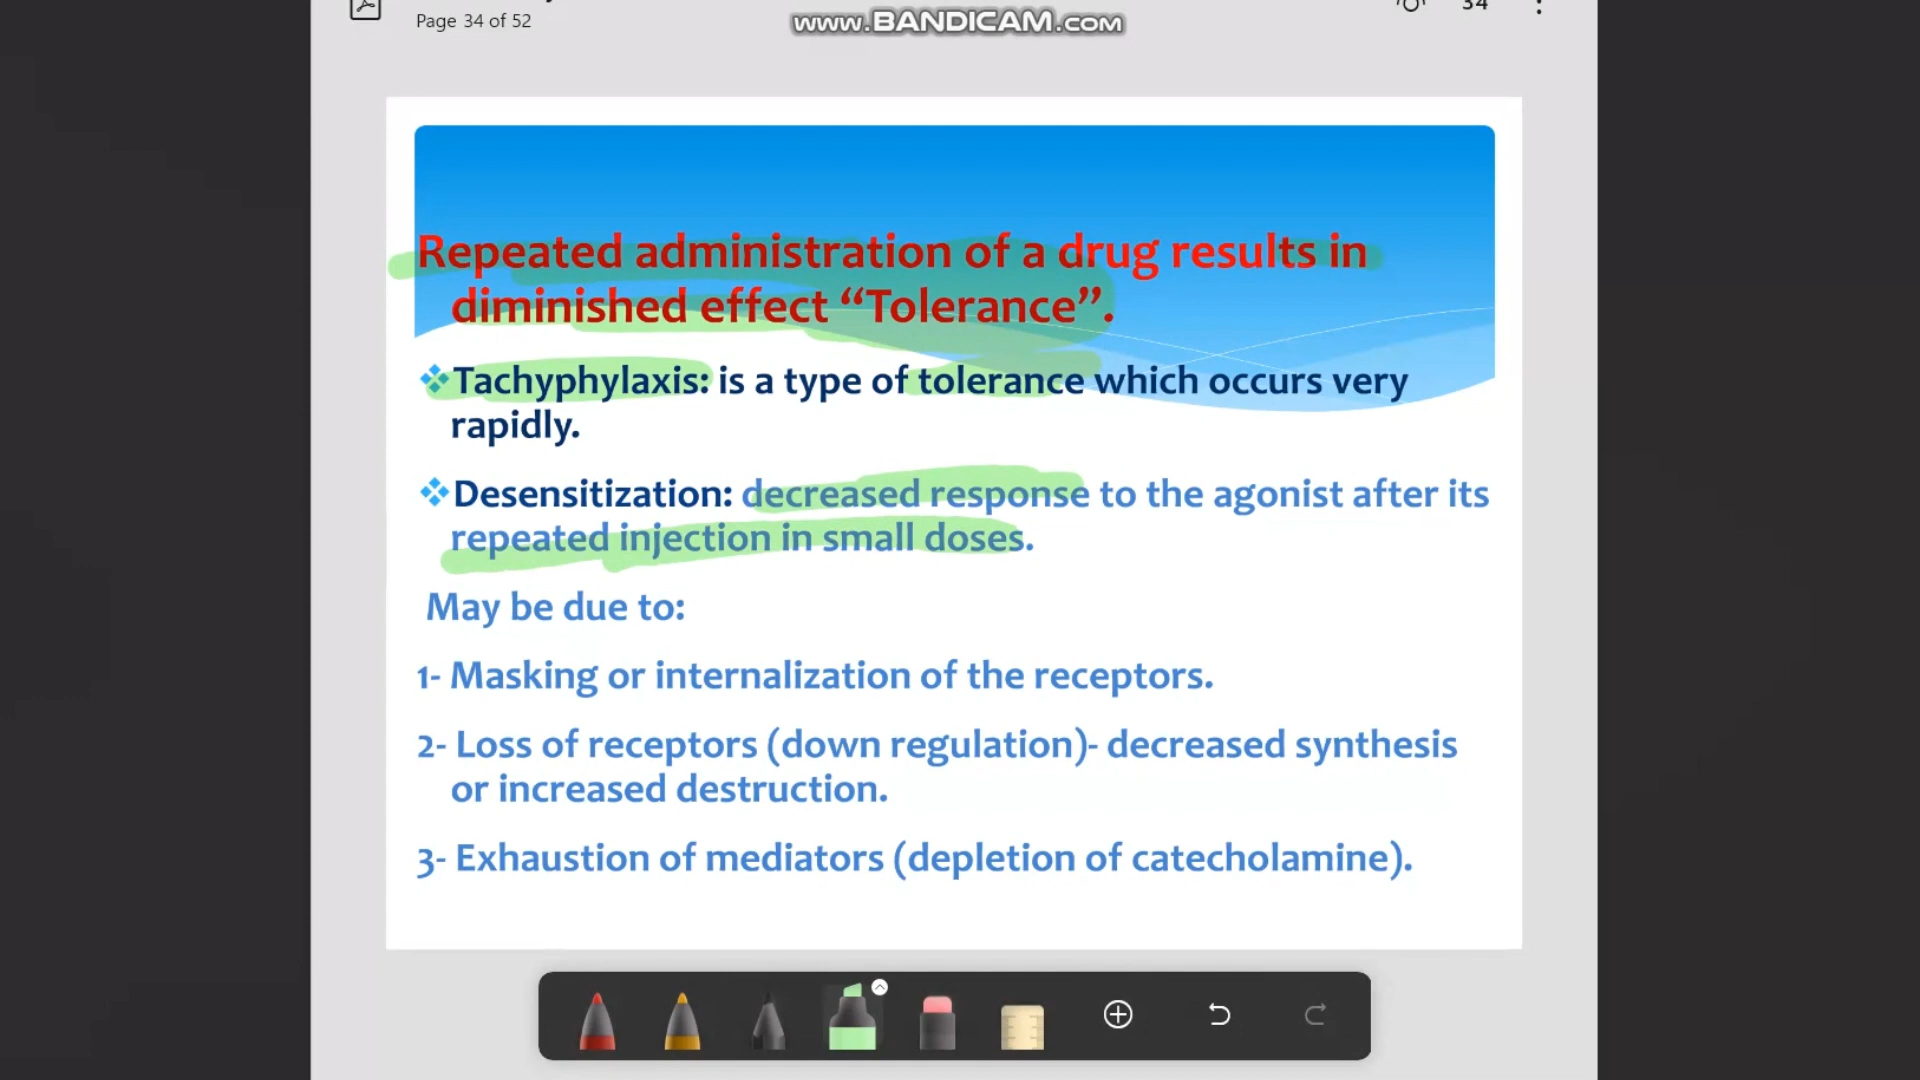 Page 34 of 52
www.BANDICAM.com
34
Repeated administration of a drug results in
diminished effect “Tolerance”.
Tachyphylaxis: is a type of tolerance which occurs very
rapidly.
Desensitization: decreased response to the agonist after its
repeated injection in small doses.
May be due to:
1- Masking or internalization of the receptors.
2- Loss of receptors (down regulation)- decreased synthesis
or increased destruction.
3- Exhaustion of mediators (depletion of catecholamine).